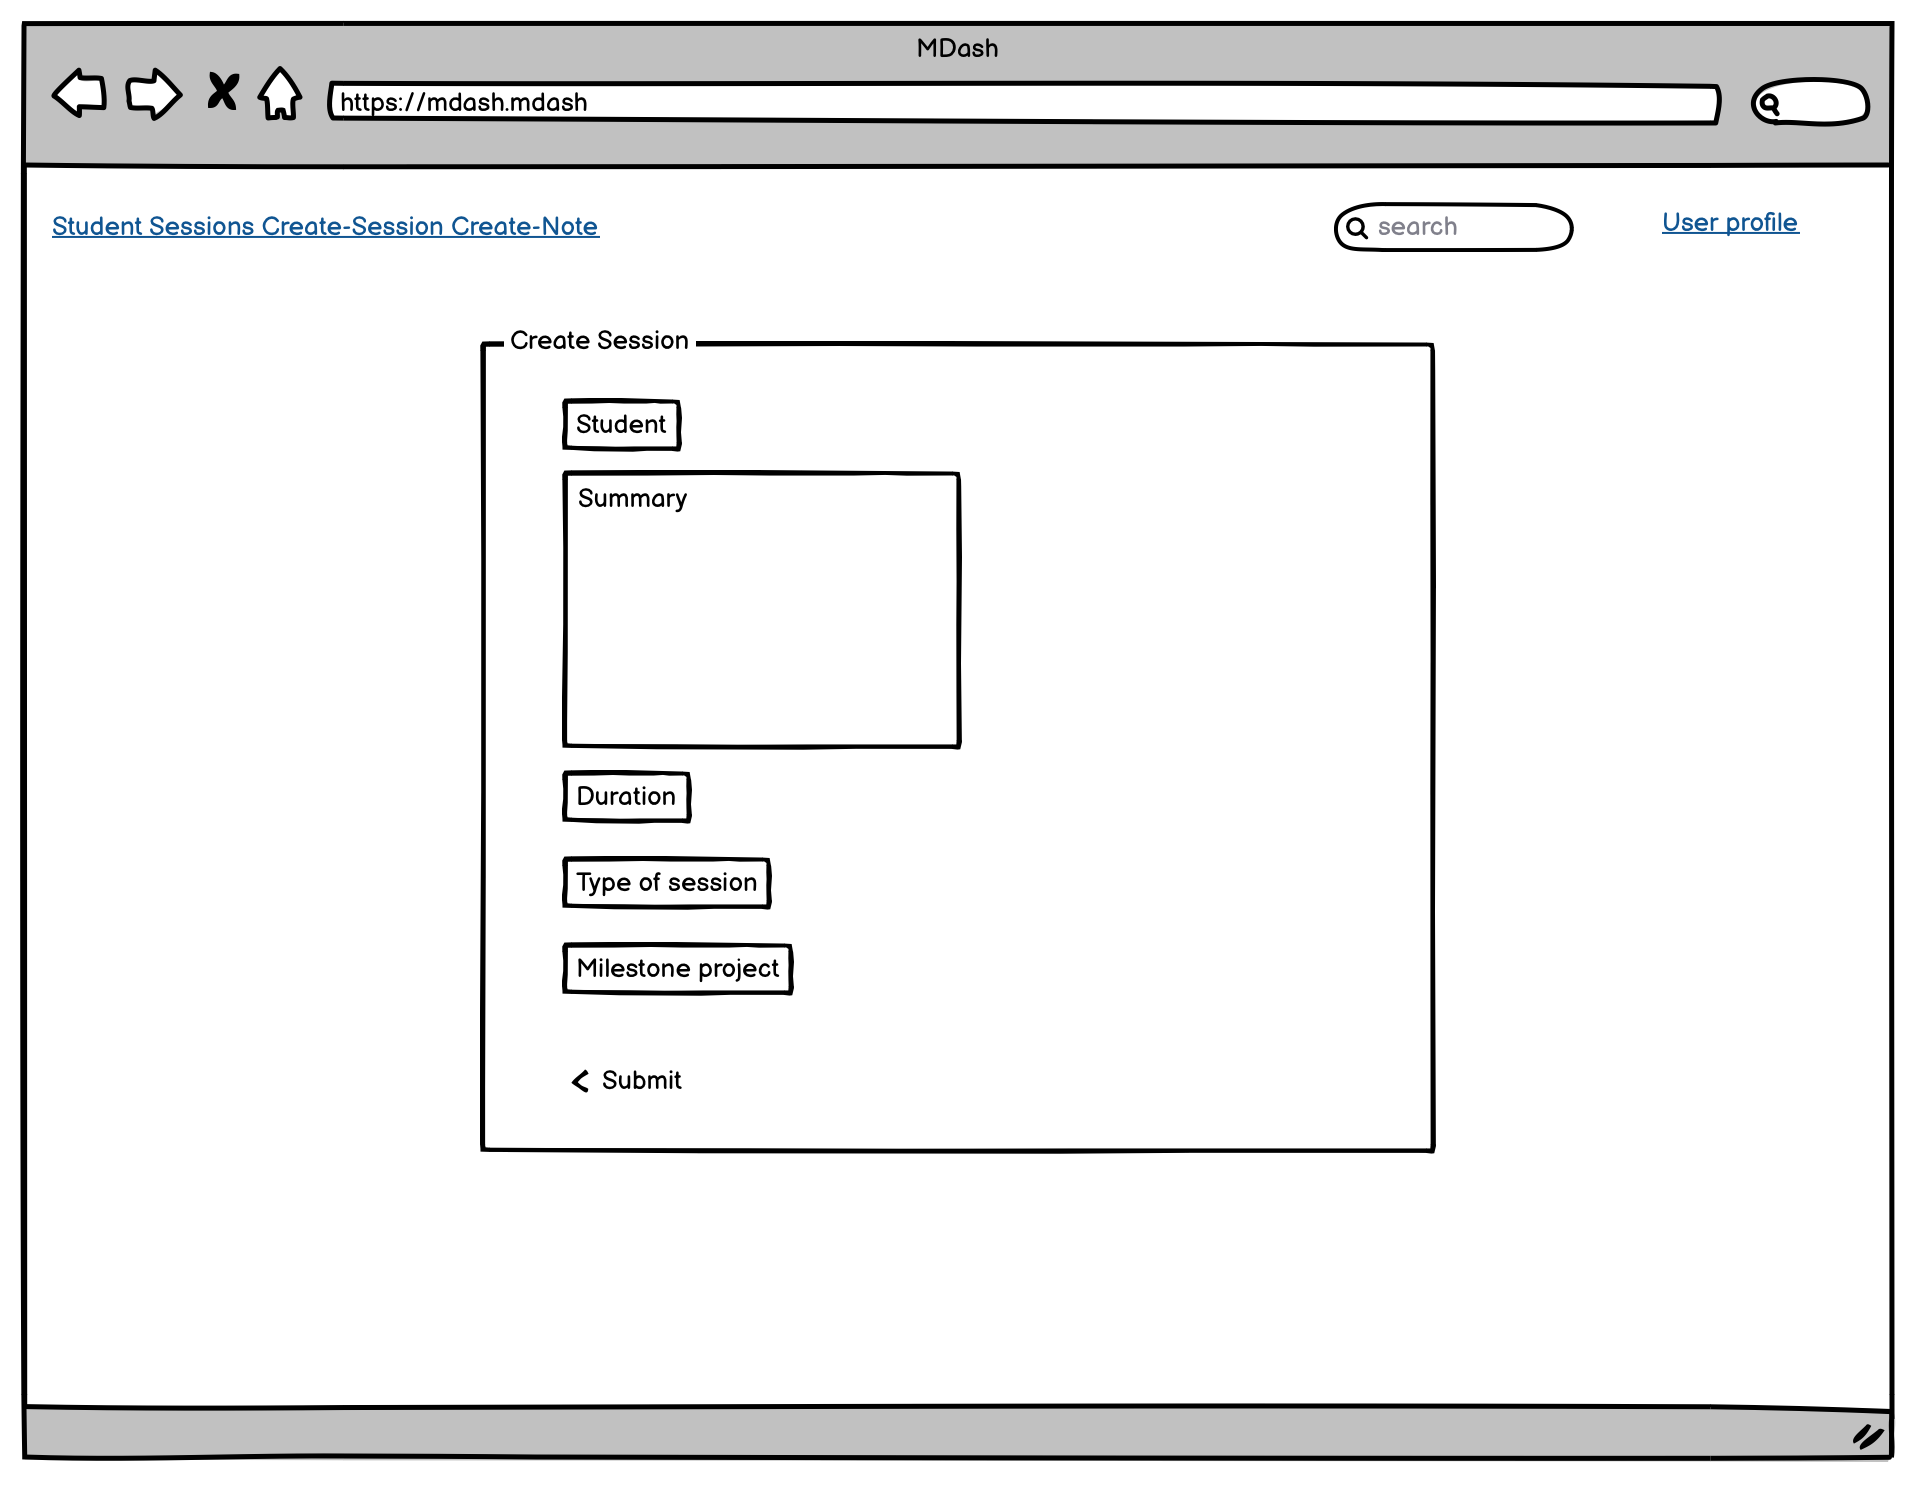 MDash
https://mdash.mdash
Student Sessions Create-Session Create-Note
search
User profile
Create Session
Student
Summary
Duration
Type of session
Milestone project
Submit